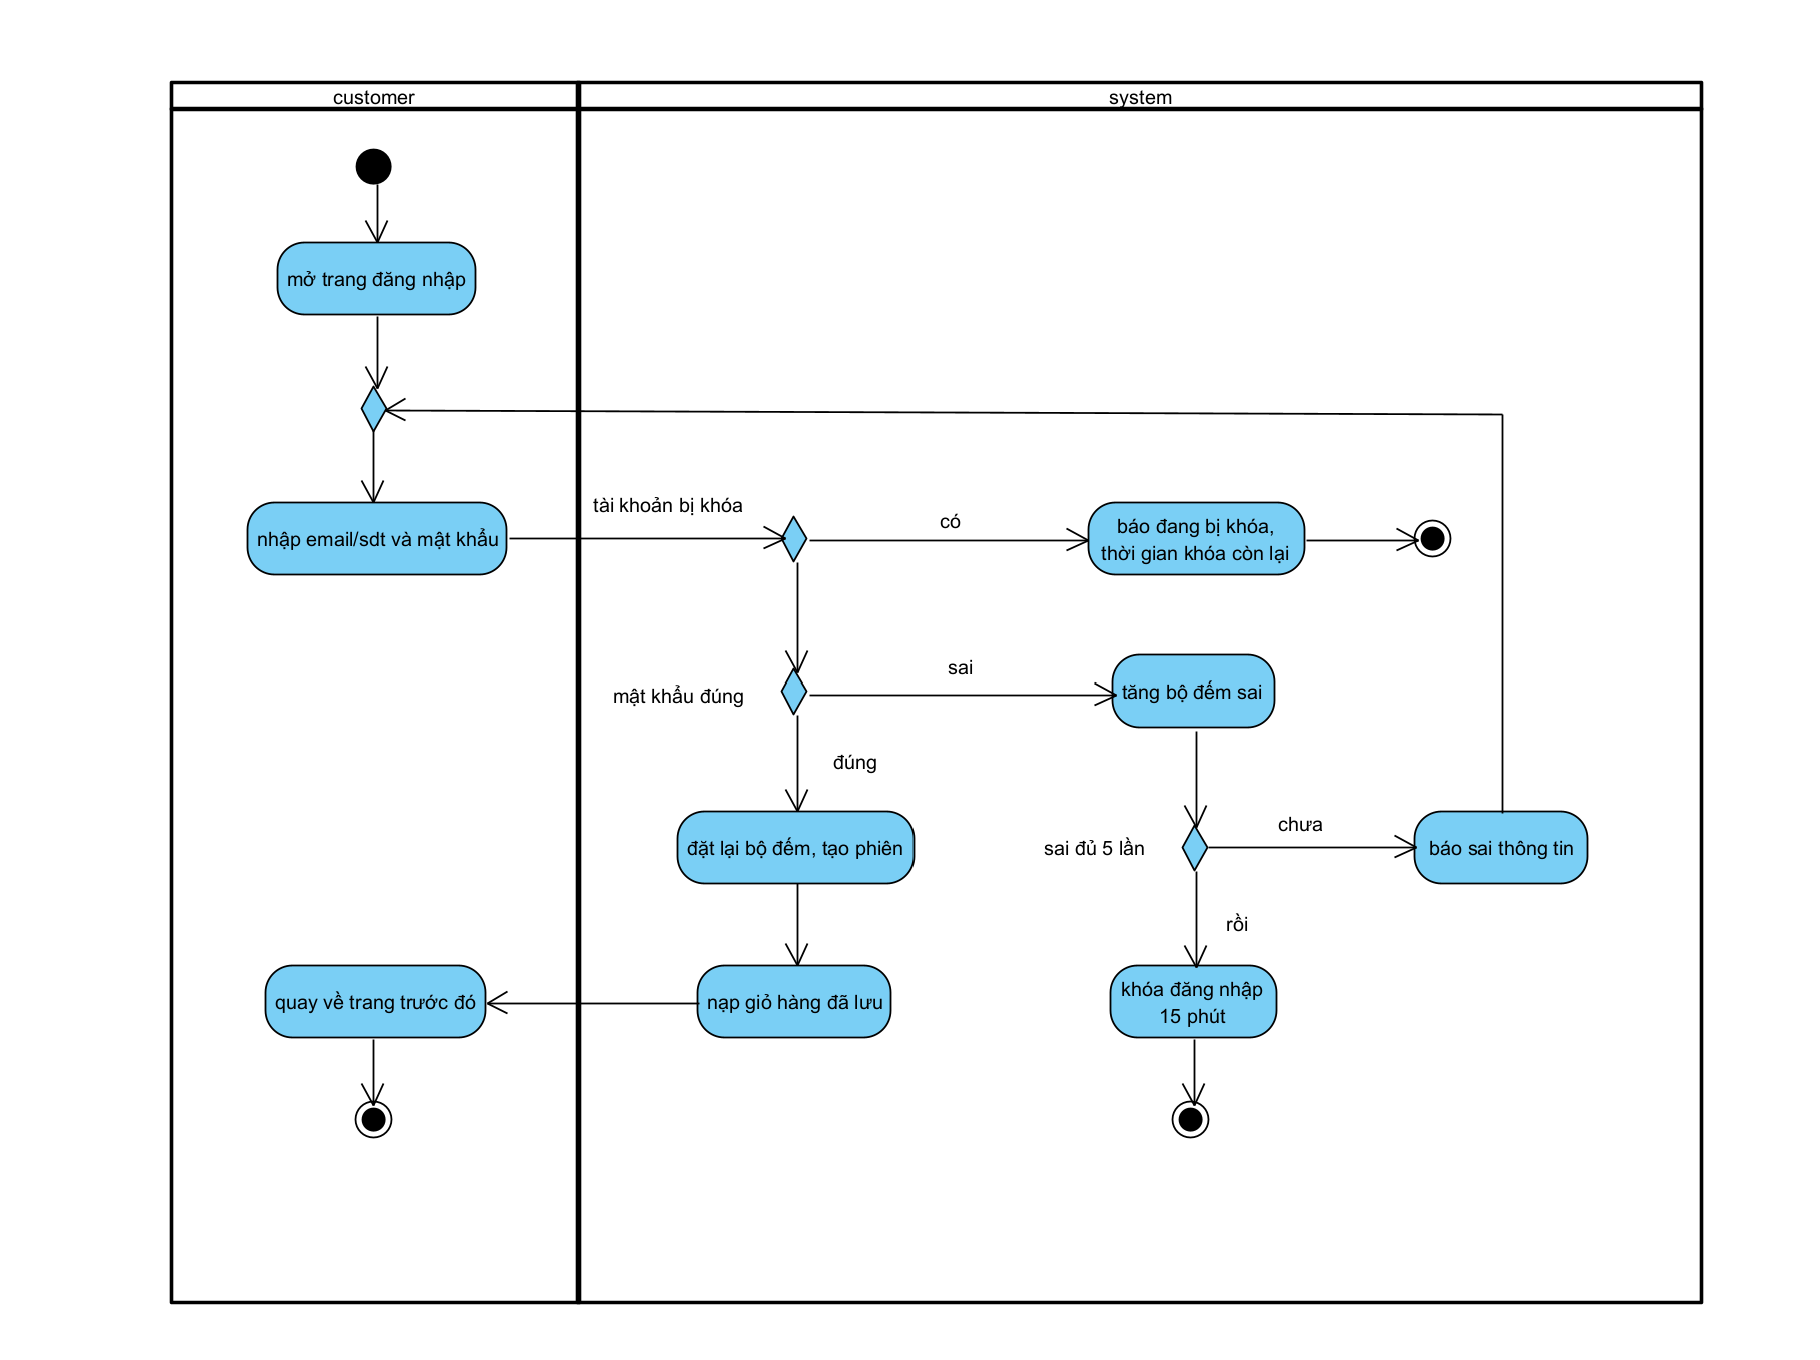 customer
system
mở trang đăng nhập
tài khoản bị khóa
có
nhập email/sdt và mật khẩu
báo đang bị khóa,
thời gian khóa còn lại
sai
mật khẩu đúng
tăng bộ đếm sai
đúng
chưa
đặt lại bộ đếm, tạo phiên
sai đủ 5 lần
báo sai thông tin
rồi
quay về trang trước đó
nạp giỏ hàng đã lưu
khóa đăng nhập
15 phút